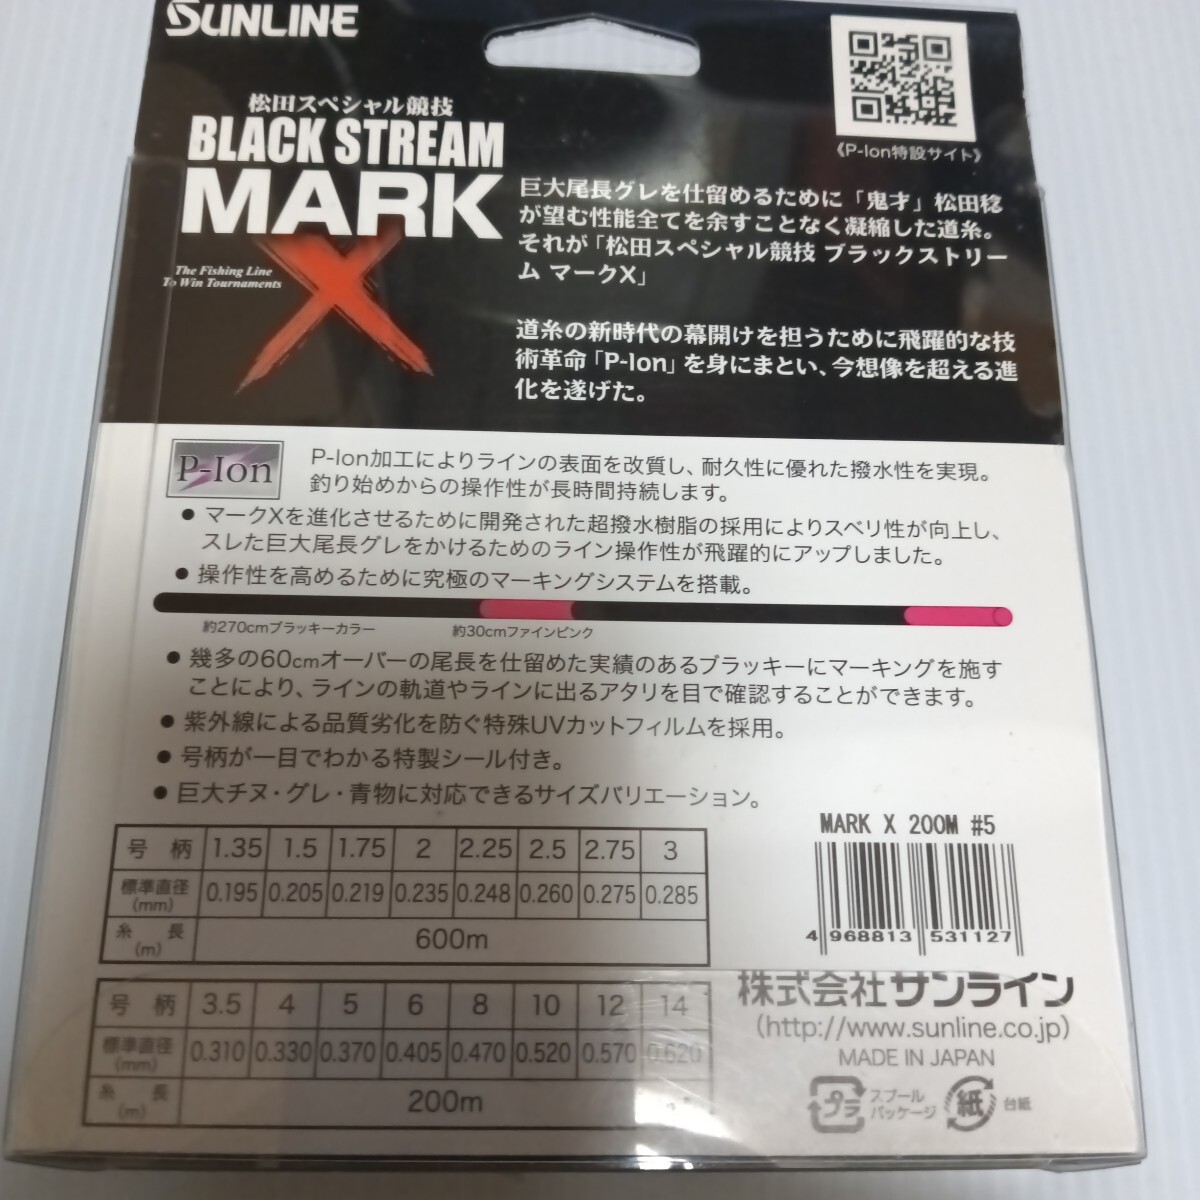 SUNLINE
松田スペシャル競技
BLACK STREAM
MARK
X
The Fishing Line
To Win Tournaments
《P-Ion特設サイト》
巨大尾長グレを仕留めるために「鬼才」松田稔
が望む性能全てを余すことなく凝縮した道糸。
それが「松田スペシャル競技 ブラックストリー
ム マークX」
道糸の新時代の幕開けを担うために飛躍的な技
術革命「P-Ion」を身にまとい、今想像を超える進
化を遂げた。
P-Ion
P-Ion加工によりラインの表面を改質し、耐久性に優れた撥水性を実現。
釣り始めからの操作性が長時間持続します。
● マークXを進化させるために開発された超撥水樹脂の採用によりスベリ性が向上し、
スレた巨大尾長グレをかけるためのライン操作性が飛躍的にアップしました。
● 操作性を高めるために究極のマーキングシステムを搭載。
約270cmブラッキーカラー 約30cmファインピンク
● 幾多の60cmオーバーの尾長を仕留めた実績のあるブラッキーにマーキングを施す
ことにより、ラインの軌道やラインに出るアタリを目で確認することができます。
● 紫外線による品質劣化を防ぐ特殊UVカットフィルムを採用。
● 号柄が一目でわかる特製シール付き。
● 巨大チヌ・グレ・青物に対応できるサイズバリエーション。
号柄 1.35 1.5 1.75 2 2.25 2.5 2.75 3
標準直径(mm) 0.195 0.205 0.219 0.235 0.248 0.260 0.275 0.285
糸長(m) 600m
号柄 3.5 4 5 6 8 10 12 14
標準直径(mm) 0.310 0.330 0.370 0.405 0.470 0.520 0.570 0.620
糸長(m) 200m
MARK X 200M #5
4 968813 531127
株式会社サンライン
(http://www.sunline.co.jp)
MADE IN JAPAN
プラ スプール
パッケージ
紙 台紙